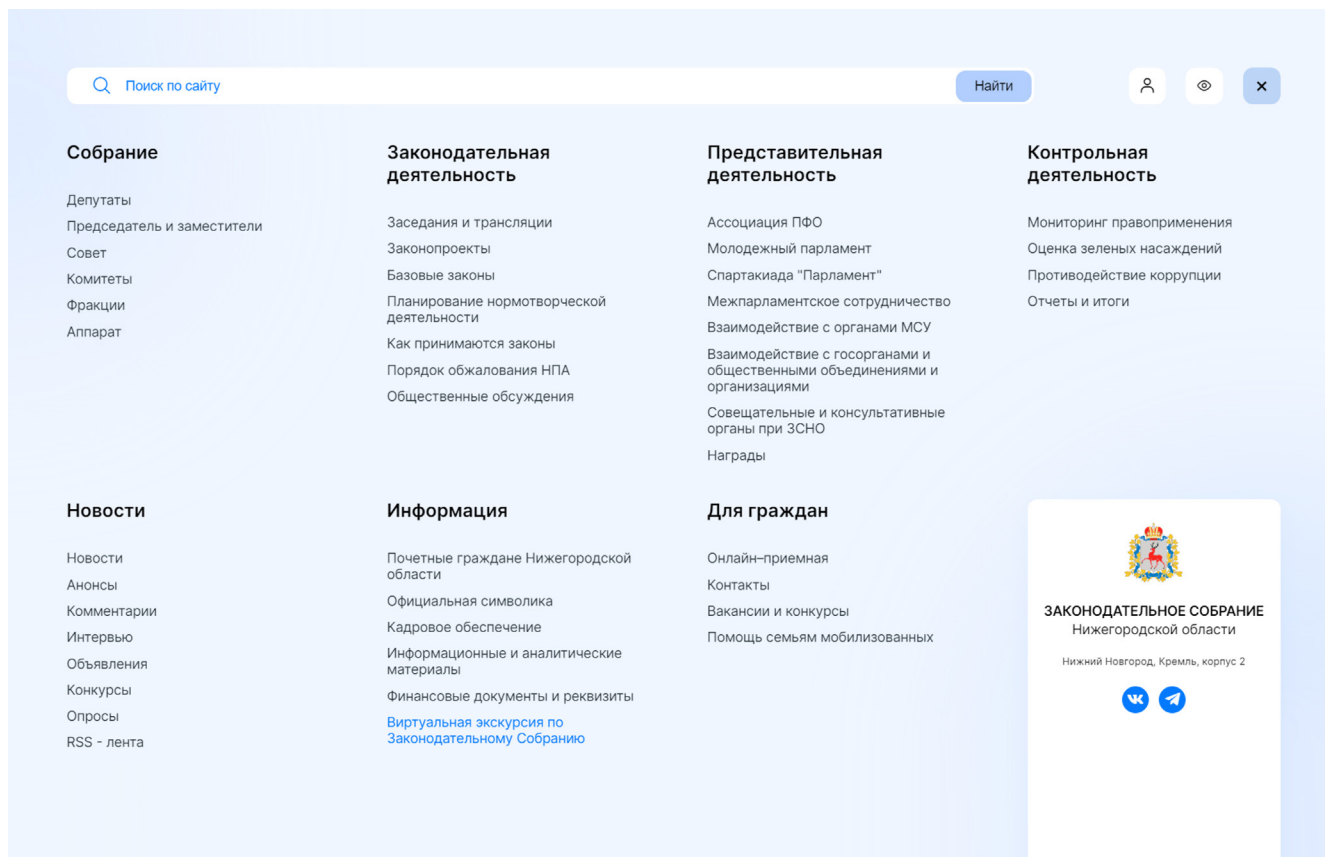 Поиск по сайту
Найти
Собрание
Депутаты
Председатель и заместители
Совет
Комитеты
Фракции
Аппарат
Законодательная
деятельность
Заседания и трансляции
Законопроекты
Базовые законы
Планирование нормотворческой
деятельности
Как принимаются законы
Порядок обжалования НПА
Общественные обсуждения
Представительная
деятельность
Ассоциация ПФО
Молодежный парламент
Спартакиада "Парламент"
Межпарламентское сотрудничество
Взаимодействие с органами МСУ
Взаимодействие с госорганами и
общественными объединениями и
организациями
Совещательные и консультативные
органы при ЗСНО
Награды
Контрольная
деятельность
Мониторинг правоприменения
Оценка зеленых насаждений
Противодействие коррупции
Отчеты и итоги
Новости
Новости
Анонсы
Комментарии
Интервью
Объявления
Конкурсы
Опросы
RSS - лента
Информация
Почетные граждане Нижегородской
области
Официальная символика
Кадровое обеспечение
Информационные и аналитические
материалы
Финансовые документы и реквизиты
Виртуальная экскурсия по
Законодательному Собранию
Для граждан
Онлайн–приемная
Контакты
Вакансии и конкурсы
Помощь семьям мобилизованных
ЗАКОНОДАТЕЛЬНОЕ СОБРАНИЕ
Нижегородской области
Нижний Новгород, Кремль, корпус 2